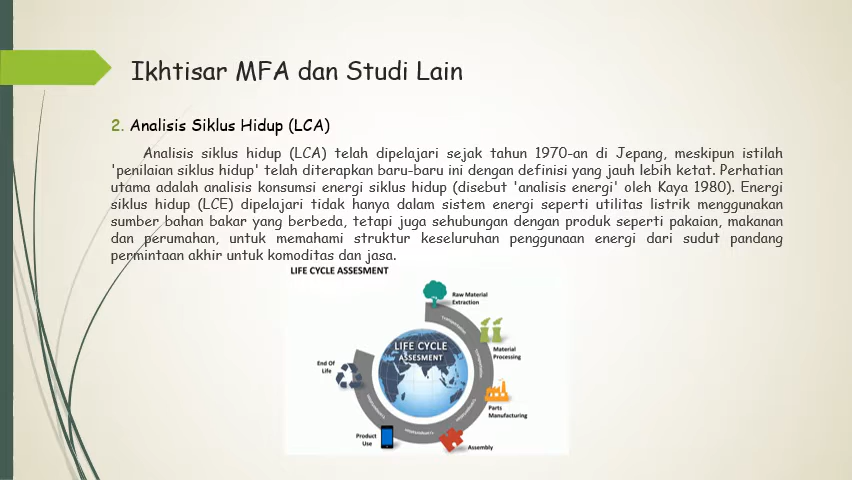 Ikhtisar MFA dan Studi Lain
2. Analisis Siklus Hidup (LCA)
Analisis siklus hidup (LCA) telah dipelajari sejak tahun 1970-an di Jepang, meskipun istilah
'penilaian siklus hidup' telah diterapkan baru-baru ini dengan definisi yang jauh lebih ketat. Perhatian
utama adalah analisis konsumsi energi siklus hidup (disebut 'analisis energi' oleh Kaya 1980). Energi
siklus hidup (LCE) dipelajari tidak hanya dalam sistem energi seperti utilitas listrik menggunakan
sumber bahan bakar yang berbeda, tetapi juga sehubungan dengan produk seperti pakaian, makanan
dan perumahan, untuk memahami struktur keseluruhan penggunaan energi dari sudut pandang
permintaan akhir untuk komoditas dan jasa.
LIFE CYCLE ASSESMENT
Raw Material
Extraction
Material
Processing
Parts
Manufacturing
Assembly
Product
Use
End Of
Life
LIFE CYCLE
ASSESMENT